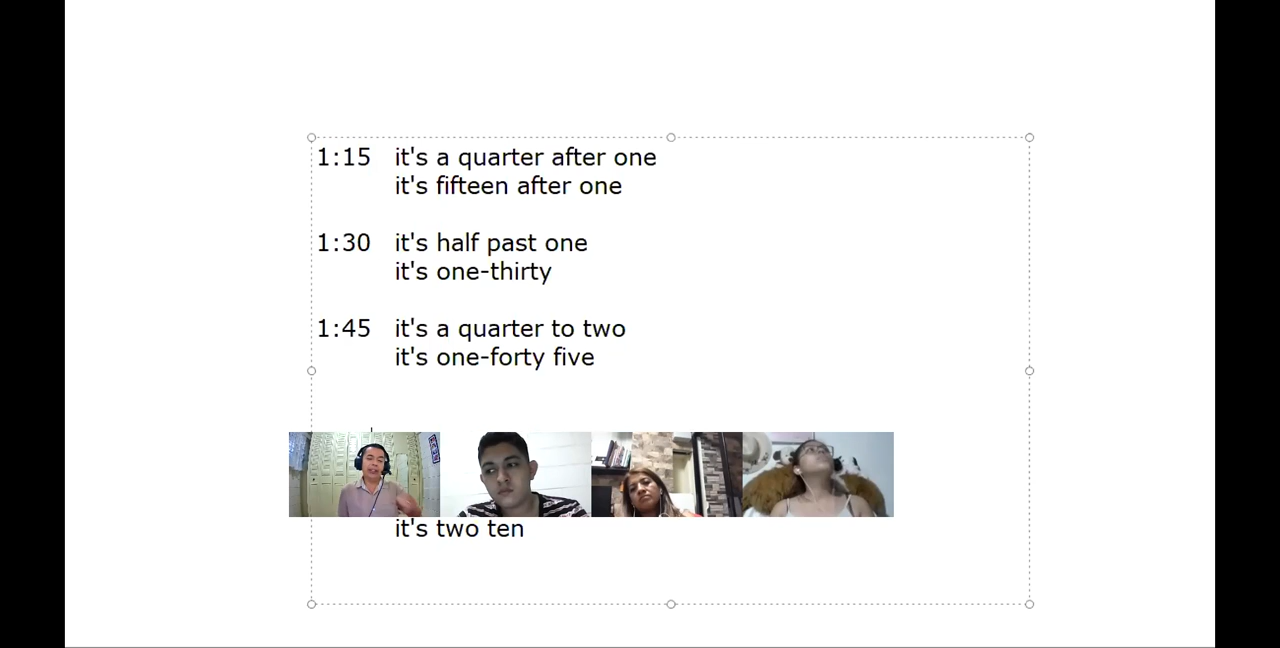 1:15 it's a quarter after one
it's fifteen after one
1:30 it's half past one
it's one-thirty
1:45 it's a quarter to two
it's one-forty five
it's two ten